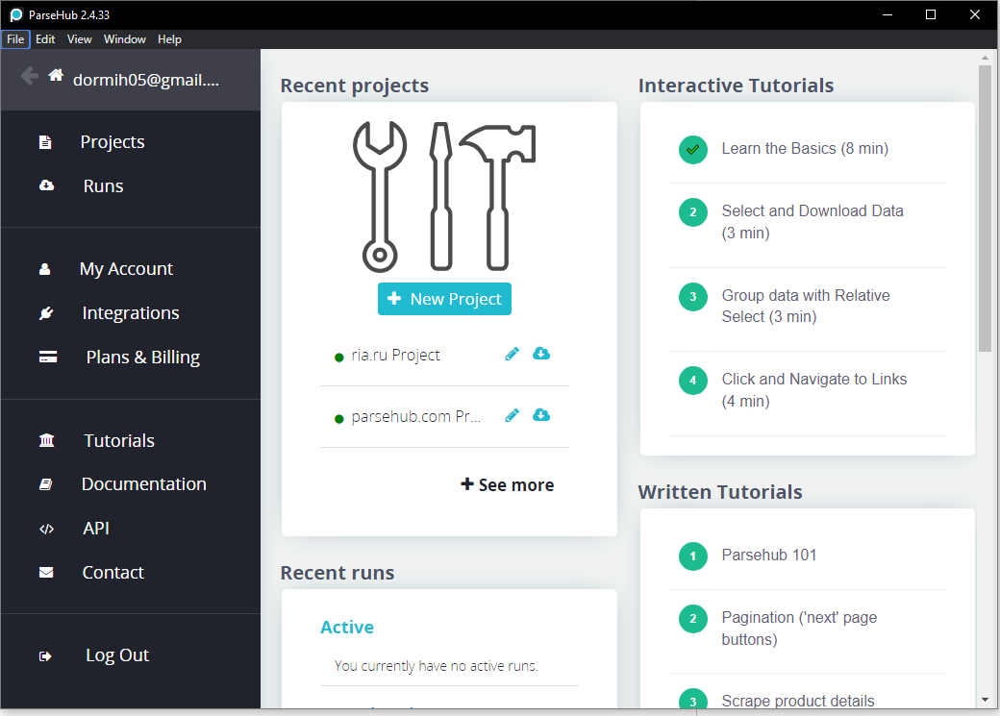 ParseHub 2.4.33
File Edit View Window Help
dormih05@gmail....
Projects
Runs
My Account
Integrations
Plans & Billing
Tutorials
Documentation
API
Contact
Log Out
Recent projects
New Project
ria.ru Project
parsehub.com Pr...
See more
Recent runs
Active
You currently have no active runs.
Interactive Tutorials
Learn the Basics (8 min)
2 Select and Download Data
(3 min)
3 Group data with Relative
Select (3 min)
4 Click and Navigate to Links
(4 min)
Written Tutorials
1 Parsehub 101
2 Pagination ('next' page
buttons)
3 Scrape product details